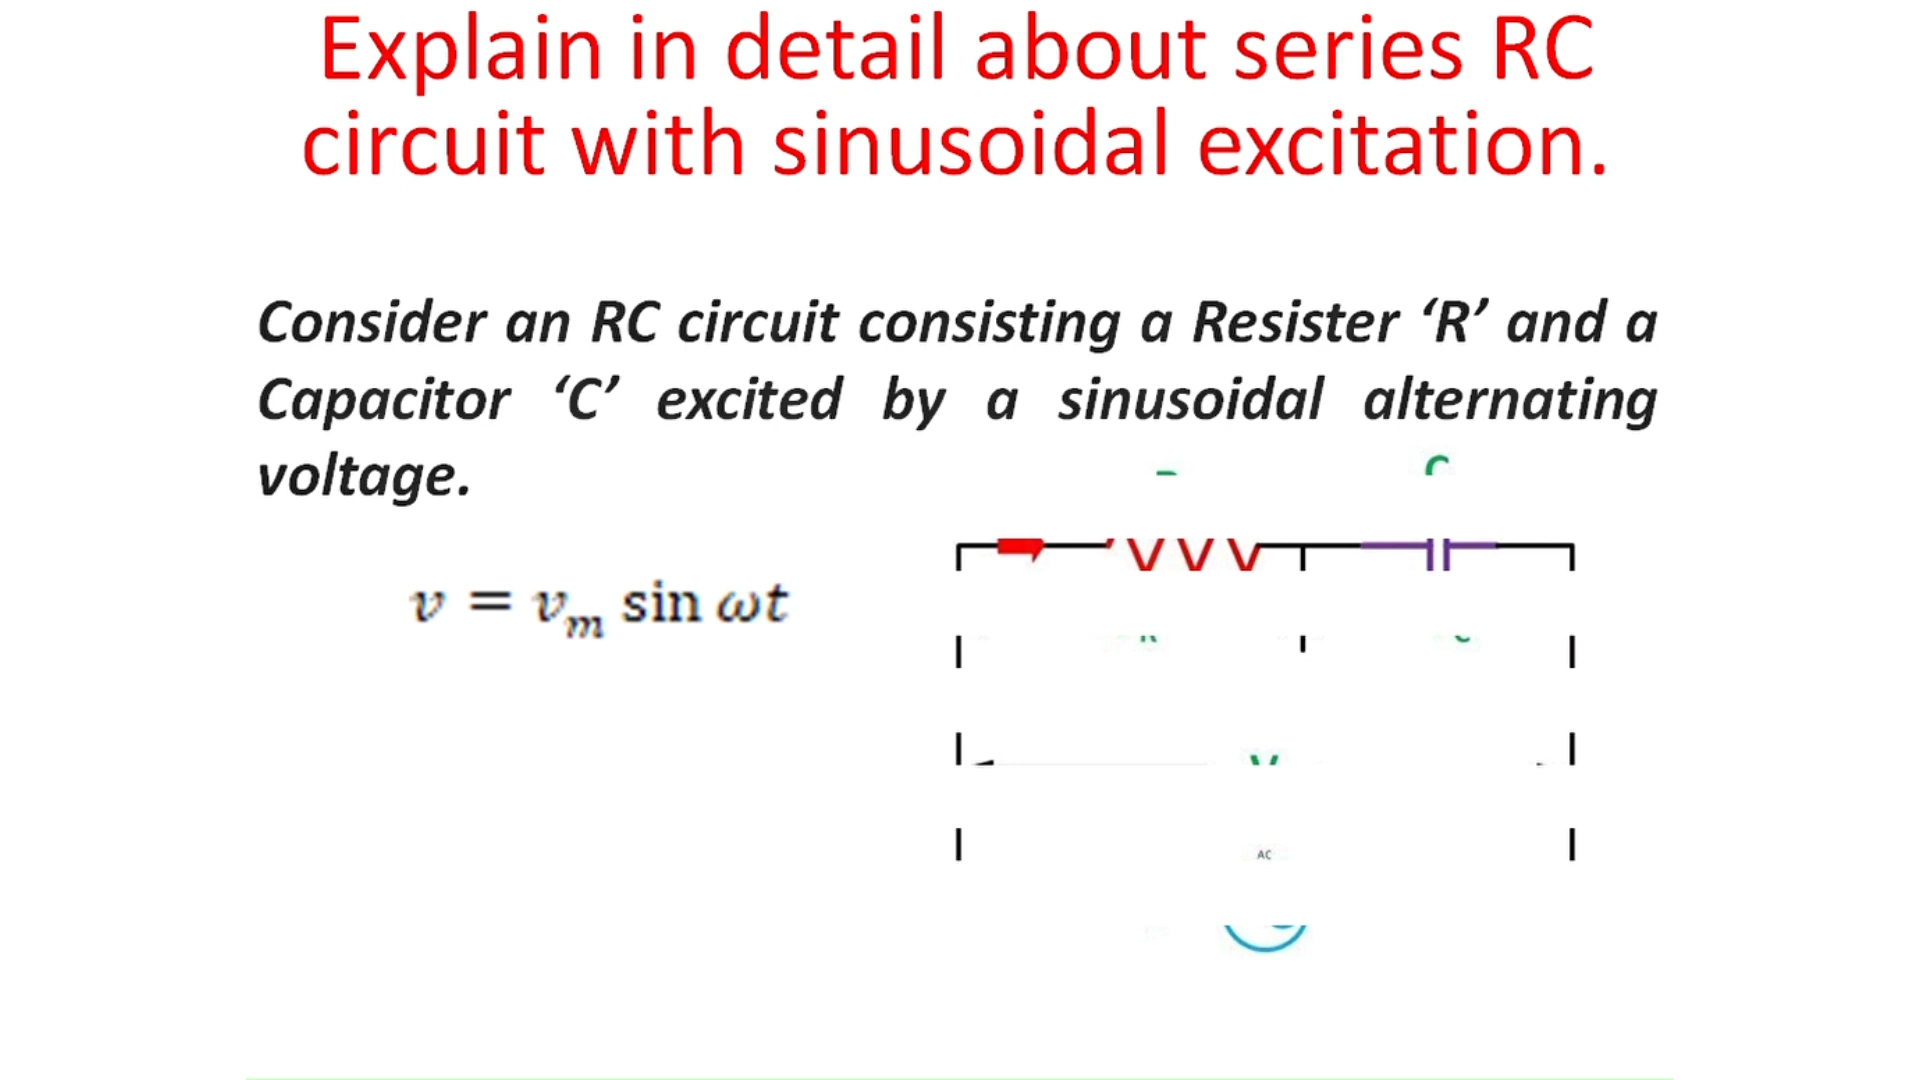 Explain in detail about series RC
circuit with sinusoidal excitation.
Consider an RC circuit consisting a Resister ‘R’ and a
Capacitor ‘C’ excited by a sinusoidal alternating
voltage.
v = vₘ sin ωt
AC